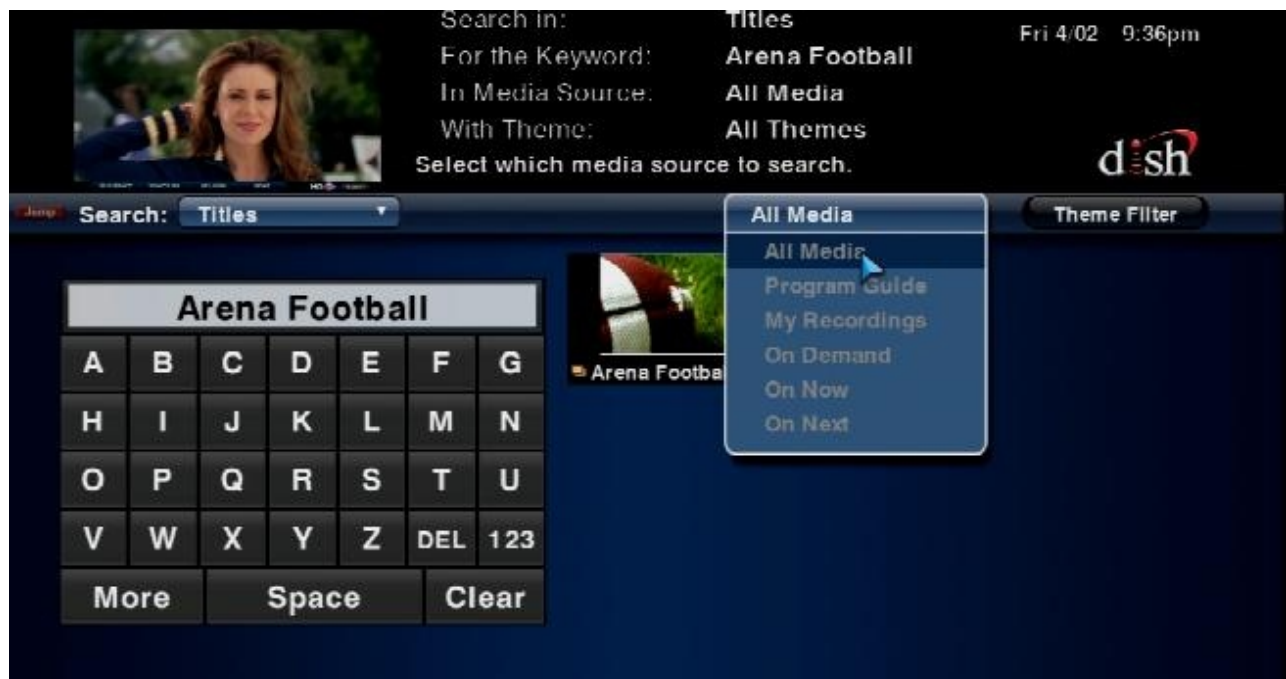 Search in: Titles
For the Keyword: Arena Football
In Media Source: All Media
With Theme: All Themes
Select which media source to search.
Fri 4/02 9:36pm
dish
Jump Search: Titles All Media Theme Filter
All Media
Program Guide
My Recordings
On Demand
On Now
On Next
Arena Football
A B C D E F G
H I J K L M N
O P Q R S T U
V W X Y Z DEL 123
More Space Clear
Arena Footba